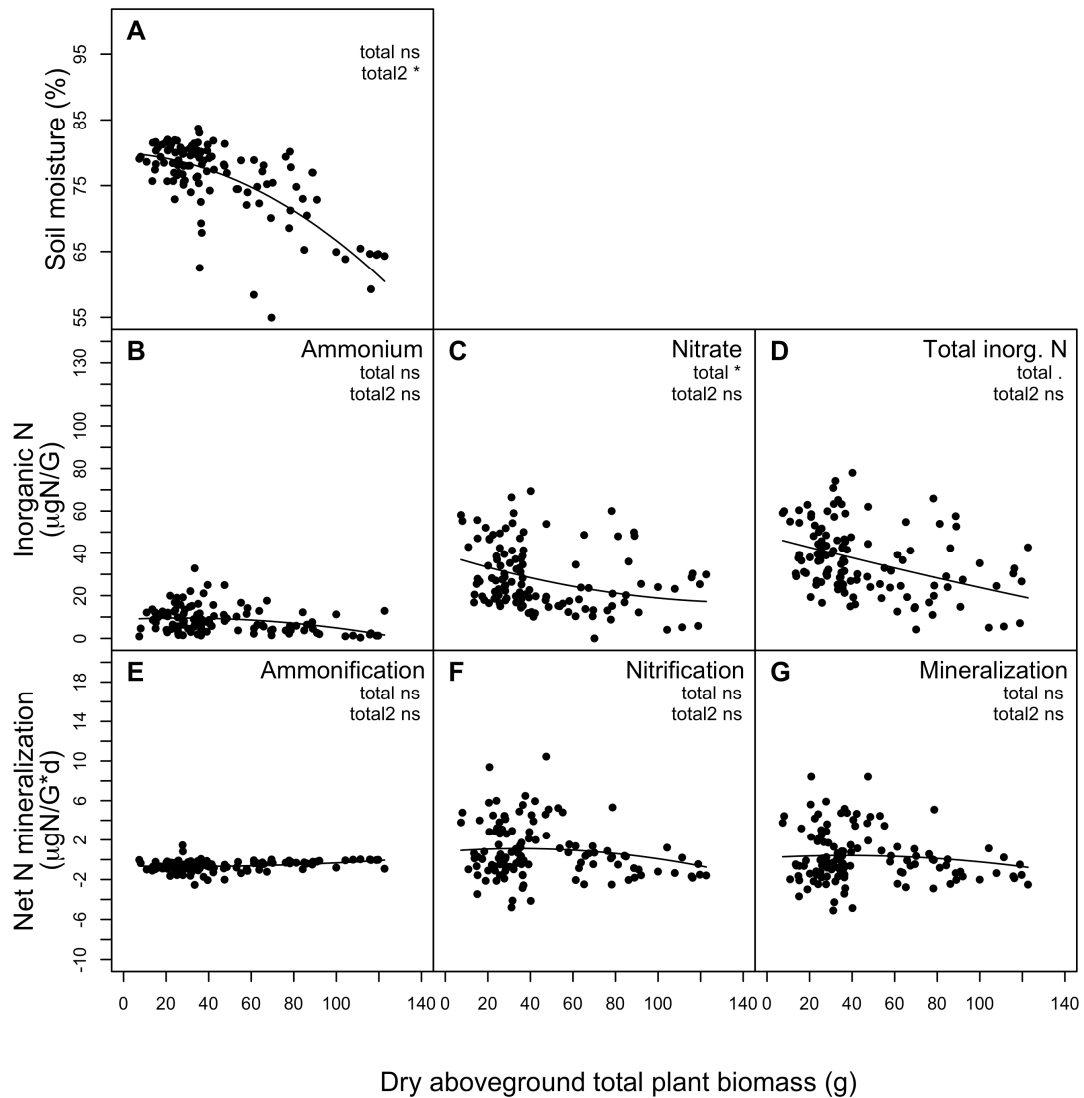 A
total ns
total2 *
Soil moisture (%)
95
85
75
65
55
B
Ammonium
total ns
total2 ns
C
Nitrate
total *
total2 ns
D
Total inorg. N
total .
total2 ns
Inorganic N
(µgN/G)
130
100
80
60
40
20
0
E
Ammonification
total ns
total2 ns
F
Nitrification
total ns
total2 ns
G
Mineralization
total ns
total2 ns
Net N mineralization
(µgN/G*d)
18
14
10
6
2
-2
-6
-10
0 20 40 60 80 100 140
0 20 40 60 80 100 140
0 20 40 60 80 100 140
Dry aboveground total plant biomass (g)